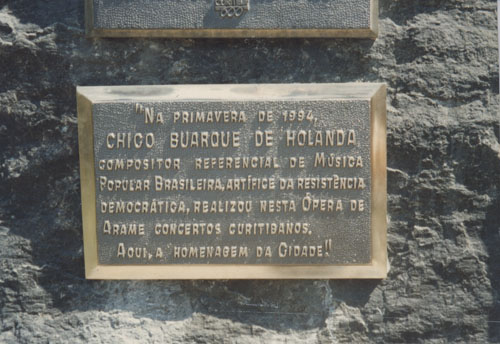 "Na primavera de 1994,
CHICO BUARQUE DE HOLANDA
compositor referencial de Música
Popular Brasileira, artífice da resistência
democrática, realizou nesta Ópera de
Arame concertos curitibanos.
Aqui, a homenagem da Cidade!!